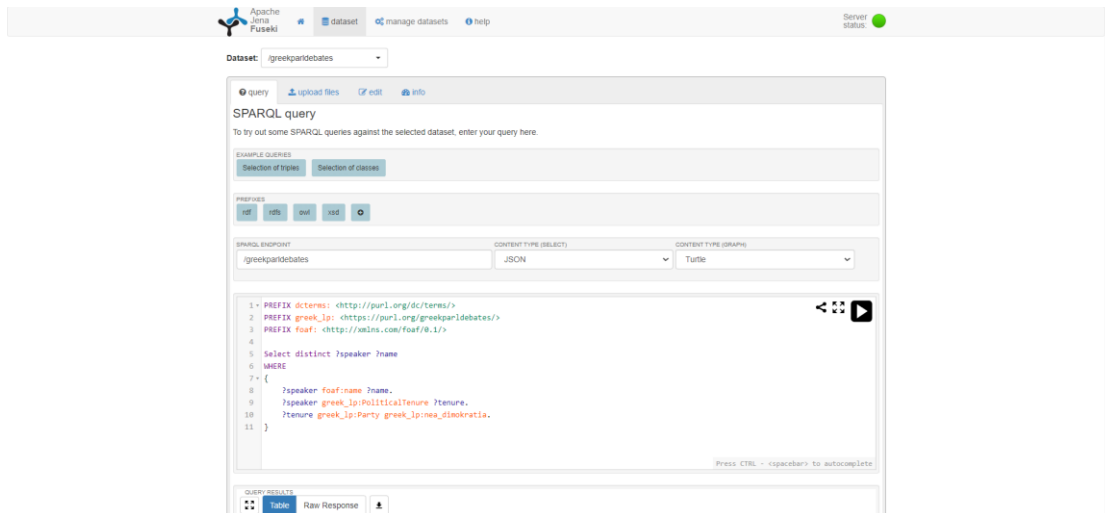 Apache
Jena
Fuseki
dataset
manage datasets
help
Server
status:
Dataset: /greekparldebates
query
upload files
edit
info
SPARQL query
To try out some SPARQL queries against the selected dataset, enter your query here.
EXAMPLE QUERIES
Selection of triples
Selection of classes
PREFIXES
rdf
rdfs
owl
xsd
SPARQL ENDPOINT
CONTENT TYPE (SELECT)
CONTENT TYPE (GRAPH)
/greekparldebates
JSON
Turtle
1 PREFIX dcterms: <http://purl.org/dc/terms/>
2 PREFIX greek_lp: <https://purl.org/greekparldebates/>
3 PREFIX foaf: <http://xmlns.com/foaf/0.1/>
4
5 Select distinct ?speaker ?name
6 WHERE
7 {
8 ?speaker foaf:name ?name.
9 ?speaker greek_lp:PoliticalTenure ?tenure.
10 ?tenure greek_lp:Party greek_lp:nea_dimokratia.
11 }
Press CTRL - <spacebar> to autocomplete
QUERY RESULTS
Table
Raw Response